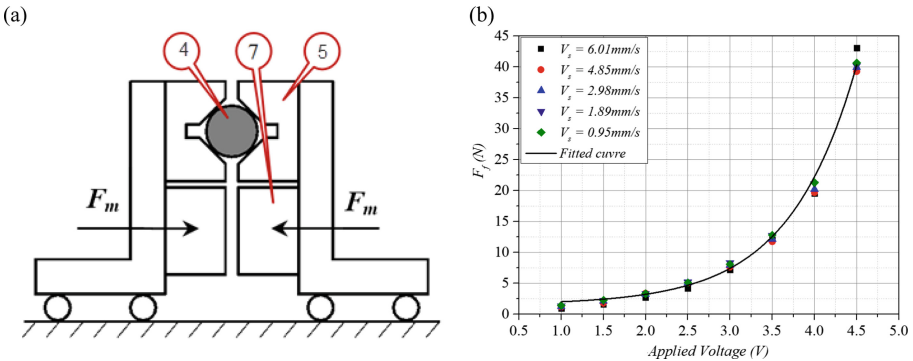 (a)
4
7
5
F_m
F_m
(b)
V_s = 6.01mm/s
V_s = 4.85mm/s
V_s = 2.98mm/s
V_s = 1.89mm/s
V_s = 0.95mm/s
Fitted cuvre
F_f (N)
45
40
35
30
25
20
15
10
5
0
0.5 1.0 1.5 2.0 2.5 3.0 3.5 4.0 4.5 5.0
Applied Voltage (V)